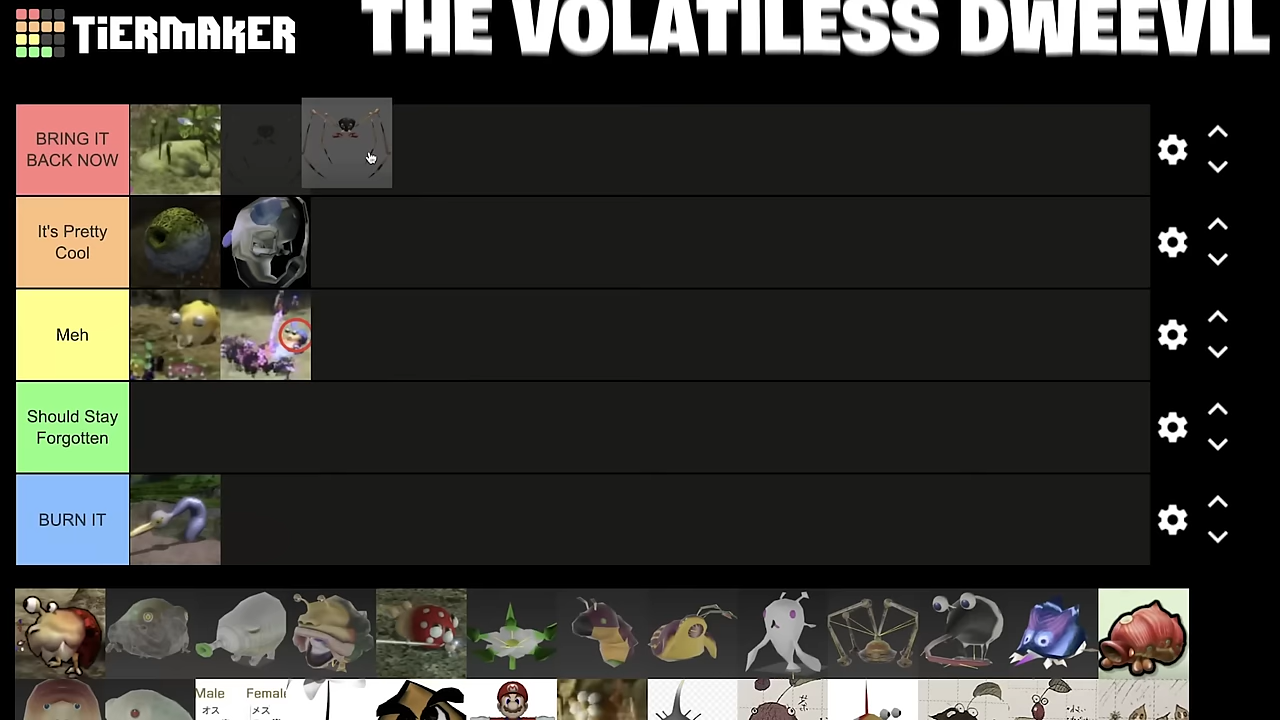 TiERMAKER
THE VOLATILESS DWEEVIL
BRING IT
BACK NOW
It's Pretty
Cool
Meh
Should Stay
Forgotten
BURN IT
Male Female
オス メス